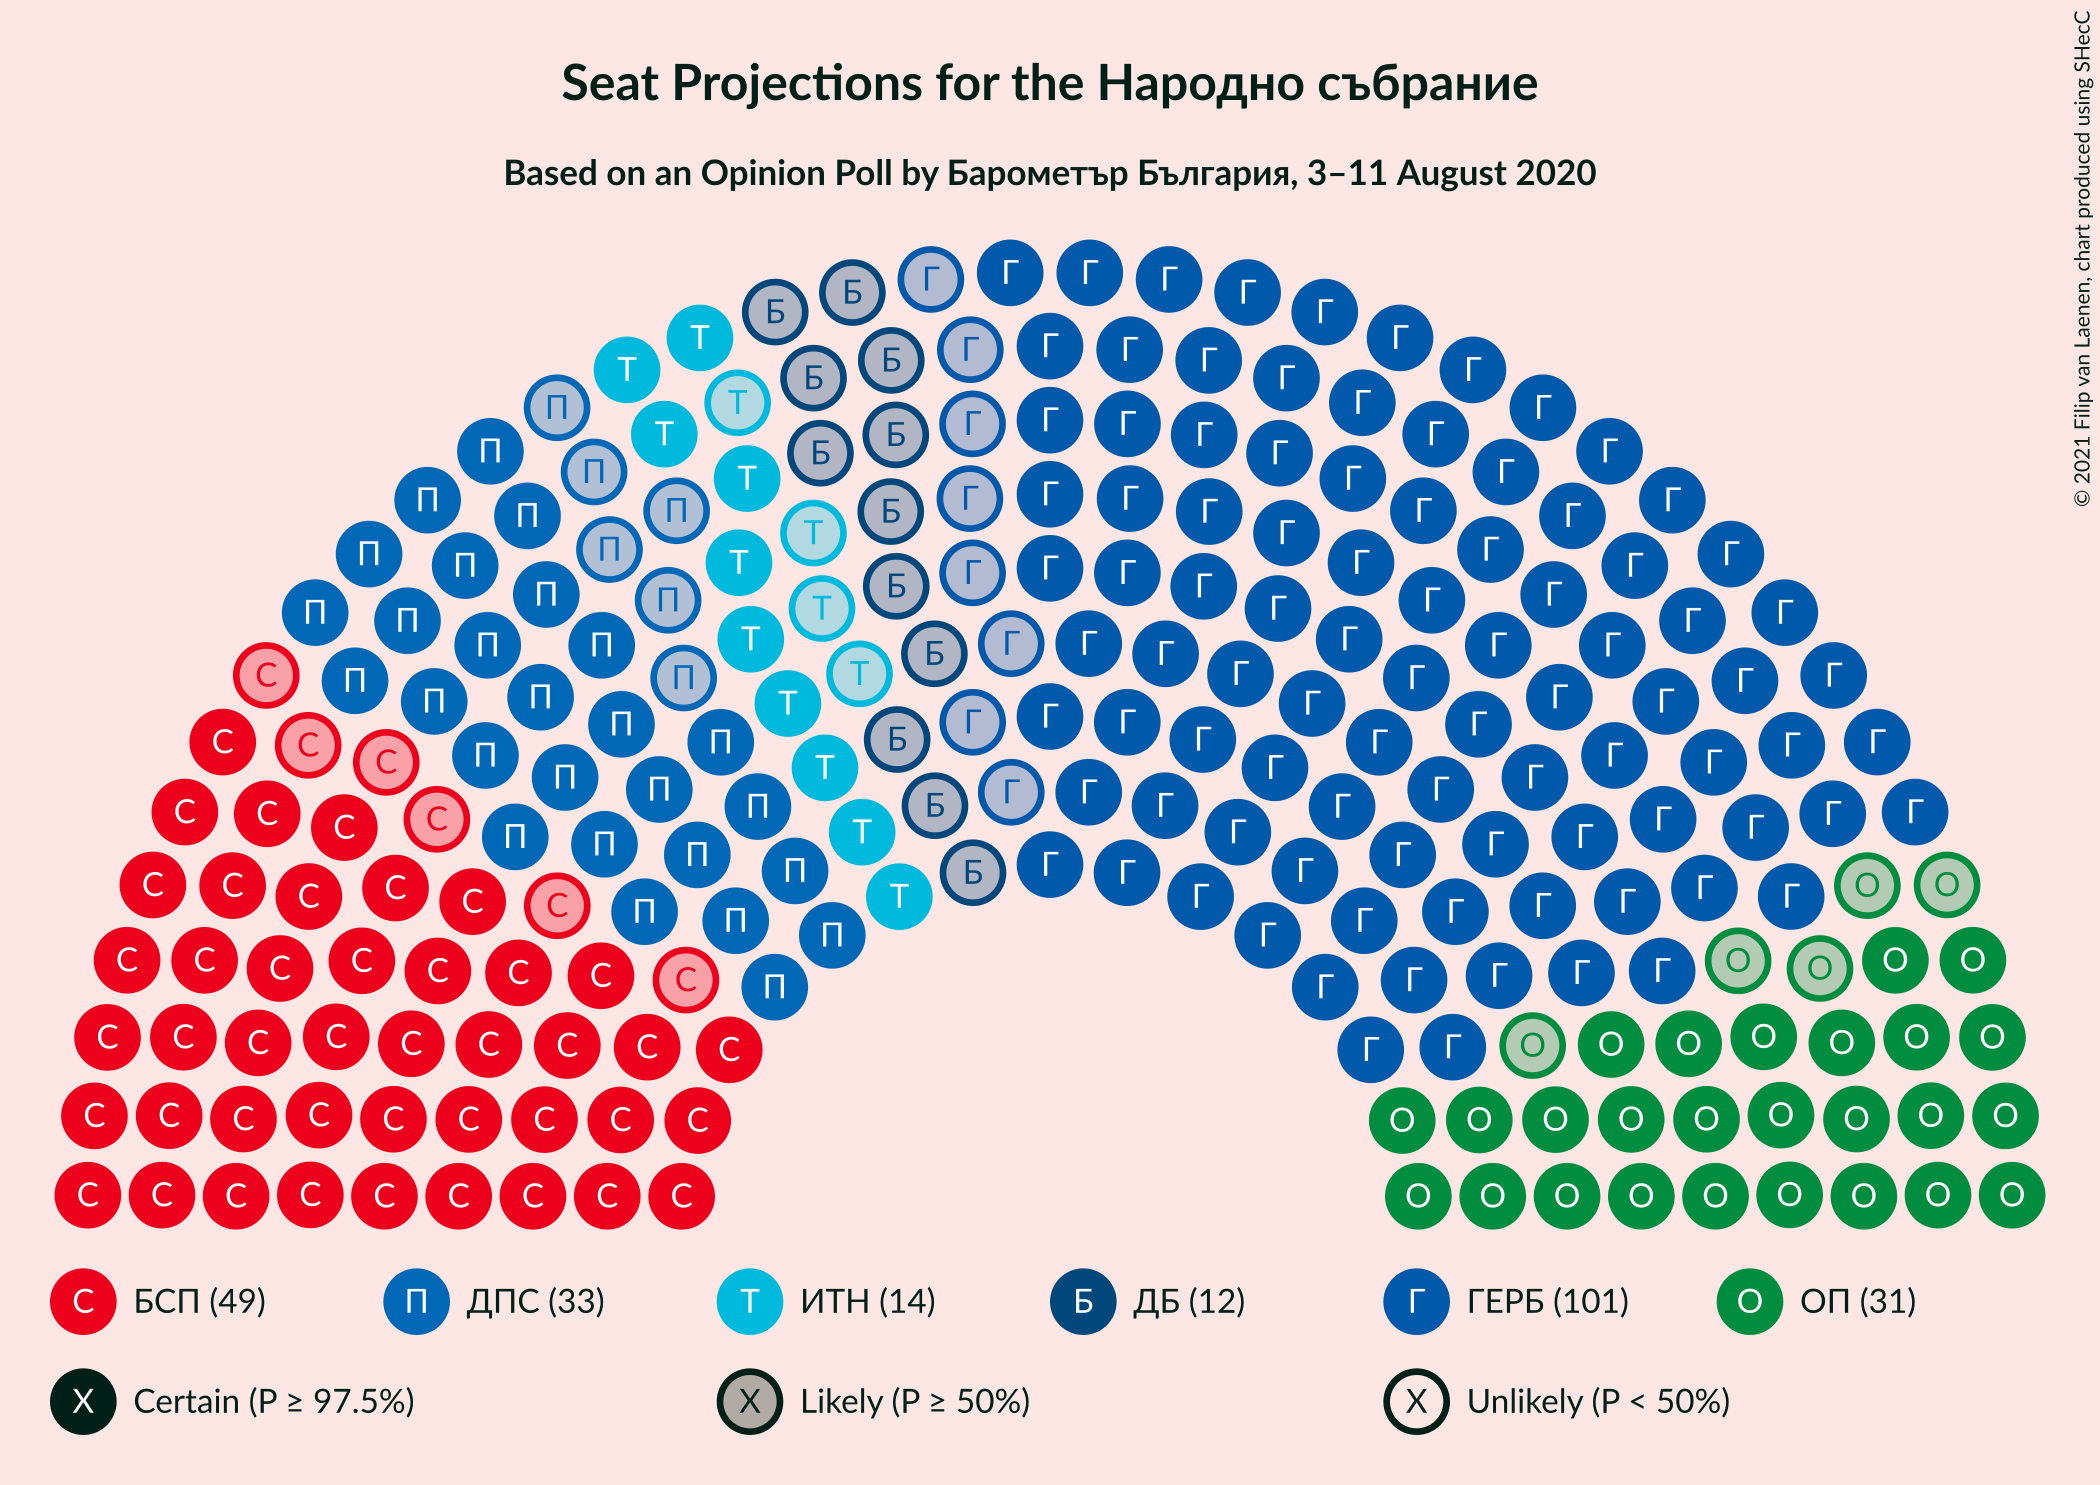 Seat Projections for the Народно събрание
Based on an Opinion Poll by Барометър България, 3–11 August 2020
© 2021 Filip van Laenen, chart produced using SHecC
С БСП (49) П ДПС (33) Т ИТН (14) Б ДБ (12) Г ГЕРБ (101) О ОП (31)
X Certain (P ≥ 97.5%) X Likely (P ≥ 50%) X Unlikely (P < 50%)